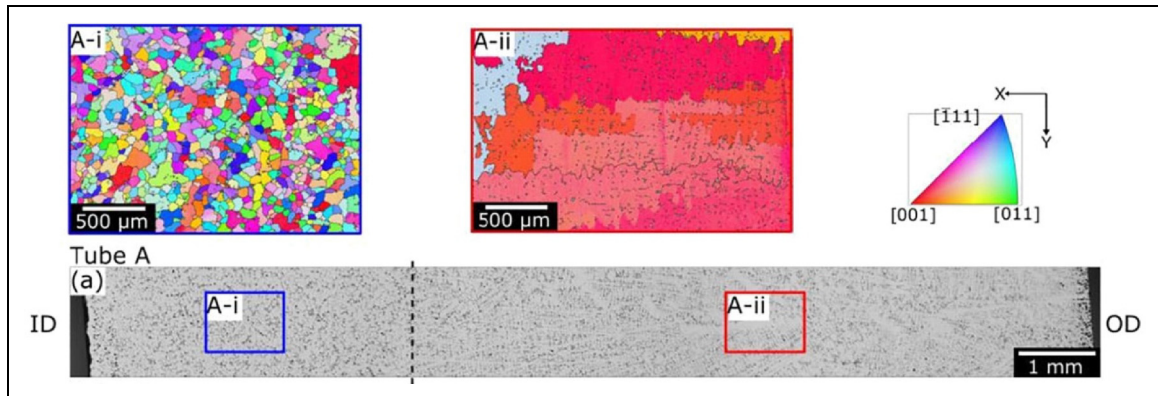 A-i
500 μm
A-ii
500 μm
X
Y
[1̄11]
[001]
[011]
Tube A
(a)
A-i
A-ii
ID
OD
1 mm